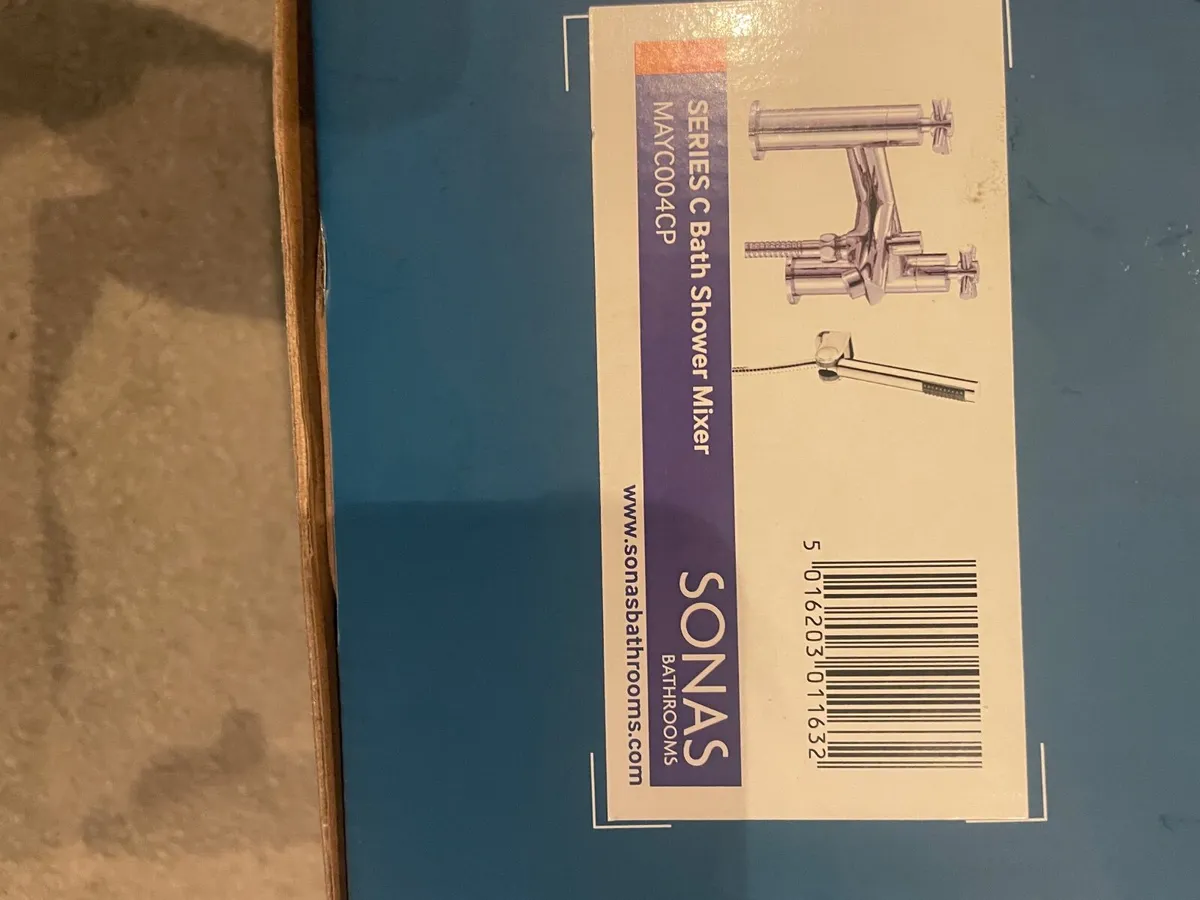 5 016203 011632
SERIES C Bath Shower Mixer
MAYC004CP
SONAS
BATHROOMS
www.sonasbathrooms.com